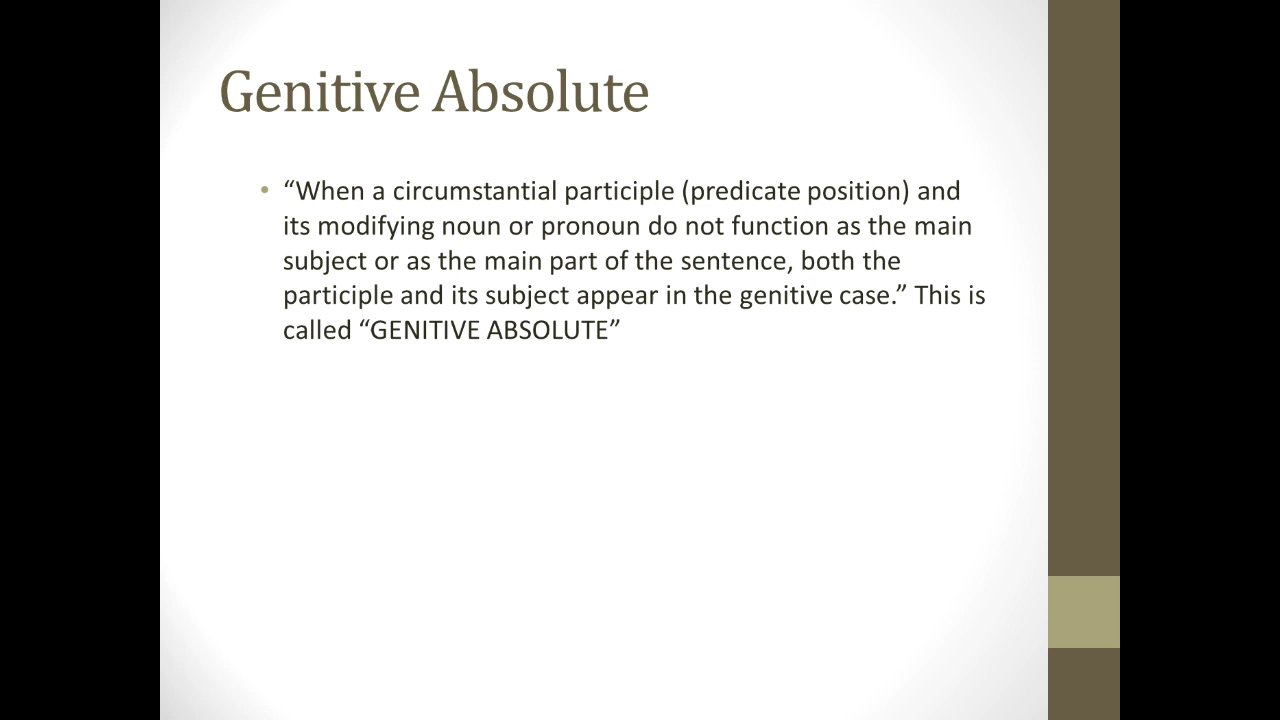 Genitive Absolute
• “When a circumstantial participle (predicate position) and
its modifying noun or pronoun do not function as the main
subject or as the main part of the sentence, both the
participle and its subject appear in the genitive case.” This is
called “GENITIVE ABSOLUTE”